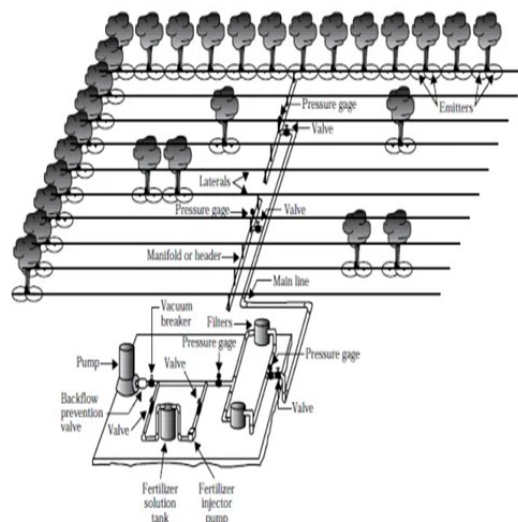 Pressure gage
Emitters
Valve
Laterals
Pressure gage
Valve
Manifold or header
Main line
Vacuum
breaker
Filters
Pressure gage
Pump
Valve
Pressure gage
Backflow
prevention
valve
Valve
Valve
Fertilizer
solution
tank
Fertilizer
injector
pump